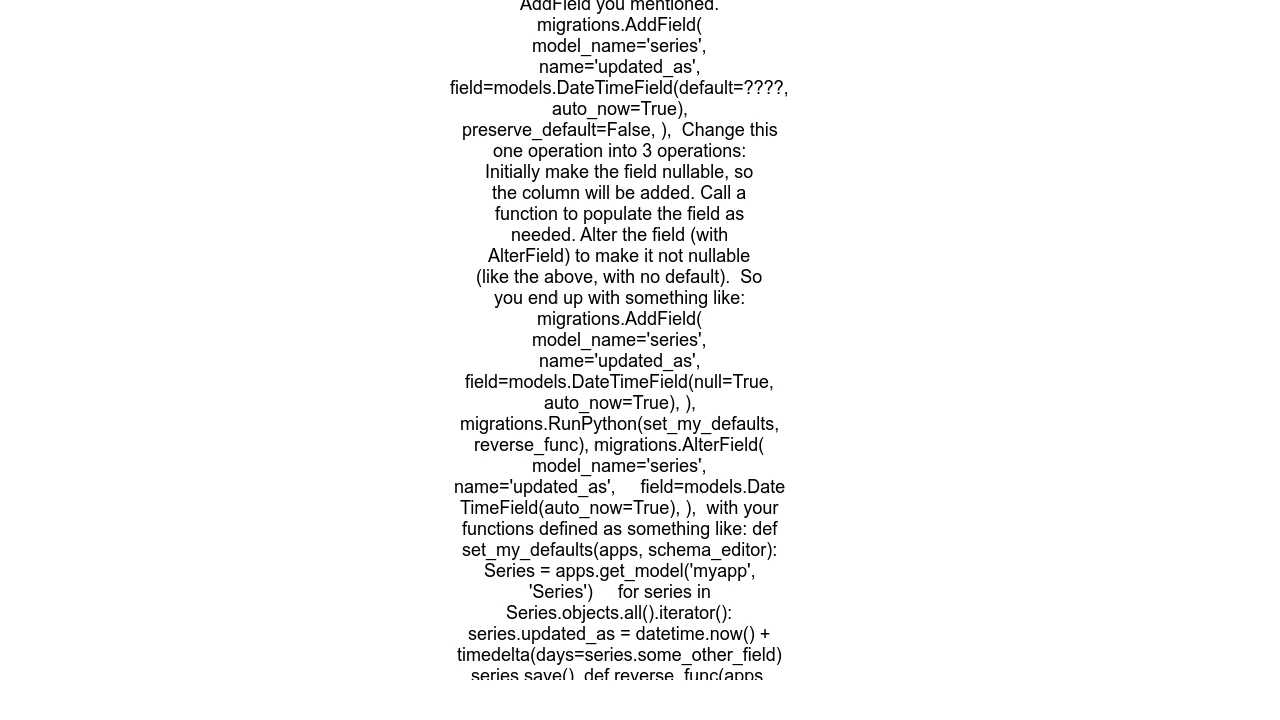 AddField you mentioned.
migrations.AddField(
model_name='series',
name='updated_as',
field=models.DateTimeField(default=????,
auto_now=True),
preserve_default=False, ),  Change this
one operation into 3 operations:
Initially make the field nullable, so
the column will be added. Call a
function to populate the field as
needed. Alter the field (with
AlterField) to make it not nullable
(like the above, with no default).  So
you end up with something like:
migrations.AddField(
model_name='series',
name='updated_as',
field=models.DateTimeField(null=True,
auto_now=True), ),
migrations.RunPython(set_my_defaults,
reverse_func), migrations.AlterField(
model_name='series',
name='updated_as',     field=models.Date
TimeField(auto_now=True), ),  with your
functions defined as something like: def
set_my_defaults(apps, schema_editor):
Series = apps.get_model('myapp',
'Series')     for series in
Series.objects.all().iterator():
series.updated_as = datetime.now() +
timedelta(days=series.some_other_field)
series.save()  def reverse_func(apps,